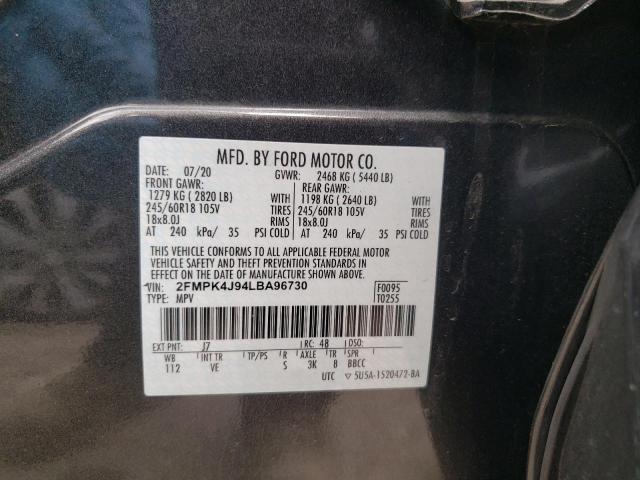 MFD. BY FORD MOTOR CO.
DATE: 07/20 GVWR: 2468 KG ( 5440 LB)
FRONT GAWR: REAR GAWR:
1279 KG ( 2820 LB) WITH 1198 KG ( 2640 LB) WITH
245/60R18 105V TIRES 245/60R18 105V TIRES
18x8.0J RIMS 18x8.0J RIMS
AT 240 kPa/ 35 PSI COLD AT 240 kPa/ 35 PSI COLD
THIS VEHICLE CONFORMS TO ALL APPLICABLE FEDERAL MOTOR
VEHICLE SAFETY AND THEFT PREVENTION STANDARDS IN
EFFECT ON THE DATE OF MANUFACTURE SHOWN ABOVE.
VIN: 2FMPK4J94LBA96730 F0095
TYPE: MPV T0255
EXT PNT: J7 RC: 48 DSO:
WB INT TR TP/PS R AXLE TR SPR
112 VE S 3K 8 BBCC
UTC ▽ 5U5A-1520472-BA